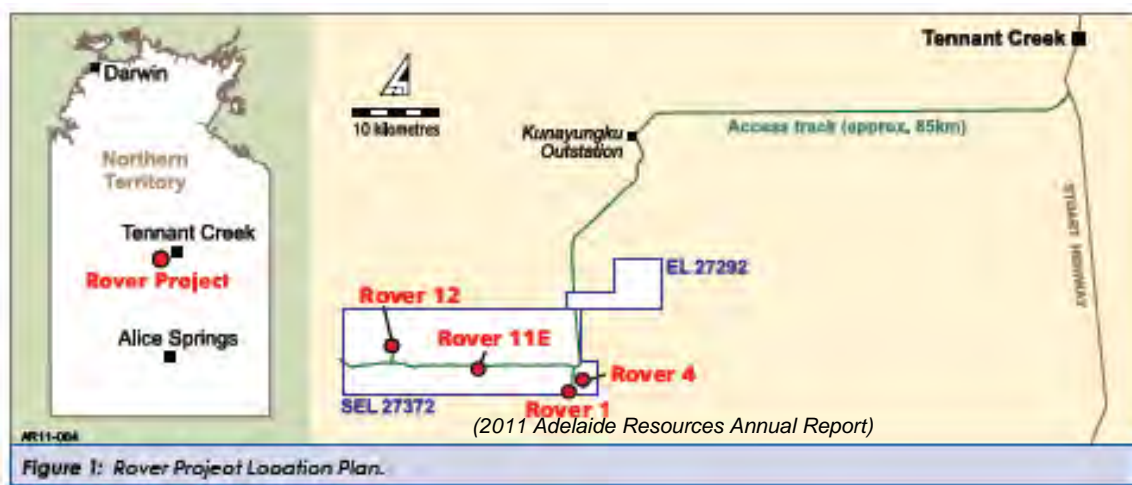 Darwin
Northern
Territory
Tennant Creek
Rover Project
Alice Springs
AR11-004
10 kilometres
Tennant Creek
Kunayungku
Outstation
Access track (approx. 85km)
STUART HIGHWAY
EL 27292
Rover 12
Rover 11E
Rover 4
Rover 1
SEL 27372
(2011 Adelaide Resources Annual Report)
Figure 1: Rover Project Location Plan.